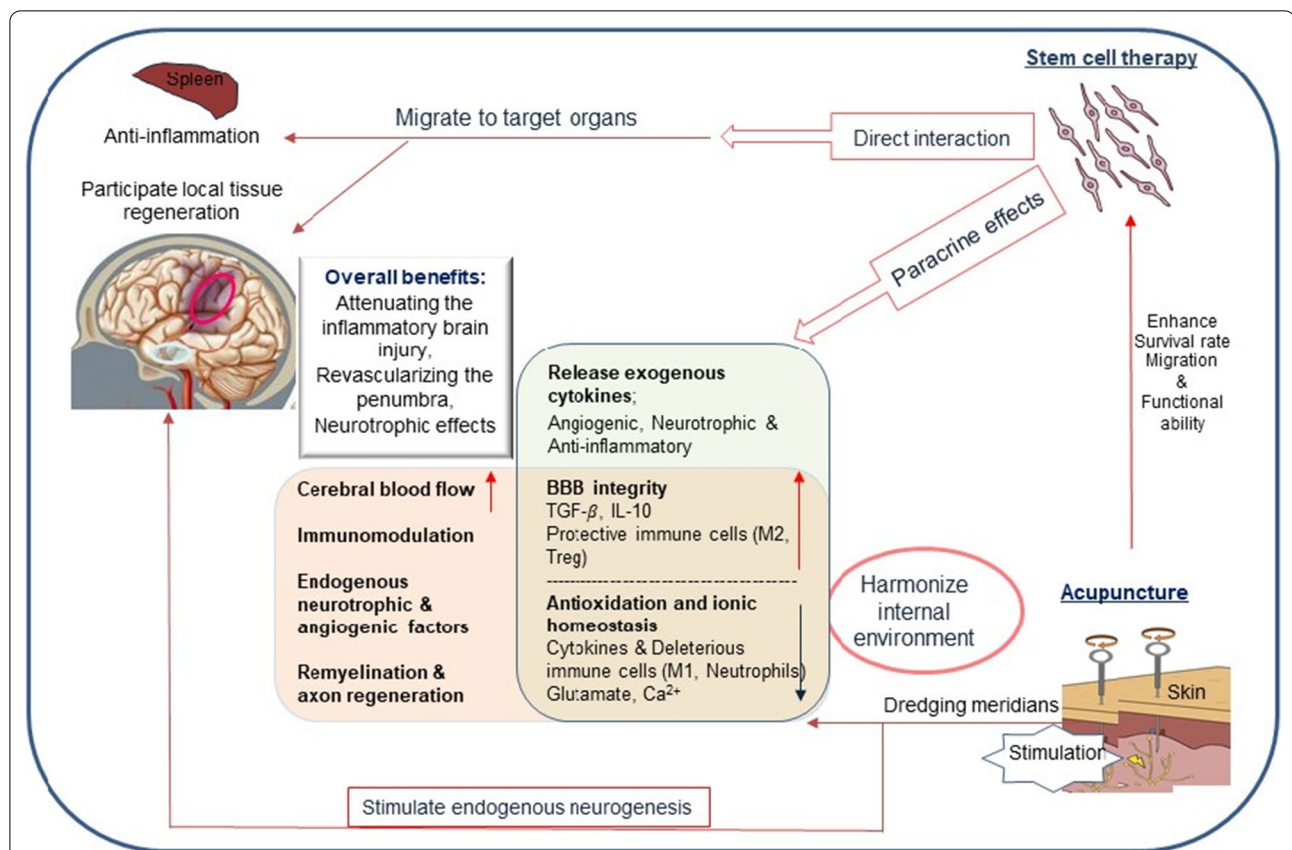 Spleen
Anti-inflammation
Migrate to target organs
Direct interaction
Stem cell therapy
Participate local tissue
regeneration
Paracrine effects
Overall benefits:
Attenuating the
inflammatory brain
injury,
Revascularizing the
penumbra,
Neurotrophic effects
Enhance
Survival rate
Migration
&
Functional
ability
Release exogenous
cytokines;
Angiogenic, Neurotrophic &
Anti-inflammatory
Cerebral blood flow
Immunomodulation
Endogenous
neurotrophic &
angiogenic factors
Remyelination &
axon regeneration
BBB integrity
TGF-β, IL-10
Protective immune cells (M2,
Treg)
Antioxidation and ionic
homeostasis
Cytokines & Deleterious
immune cells (M1, Neutrophils)
Glutamate, Ca²⁺
Harmonize
internal
environment
Acupuncture
Skin
Dredging meridians
Stimulation
Stimulate endogenous neurogenesis